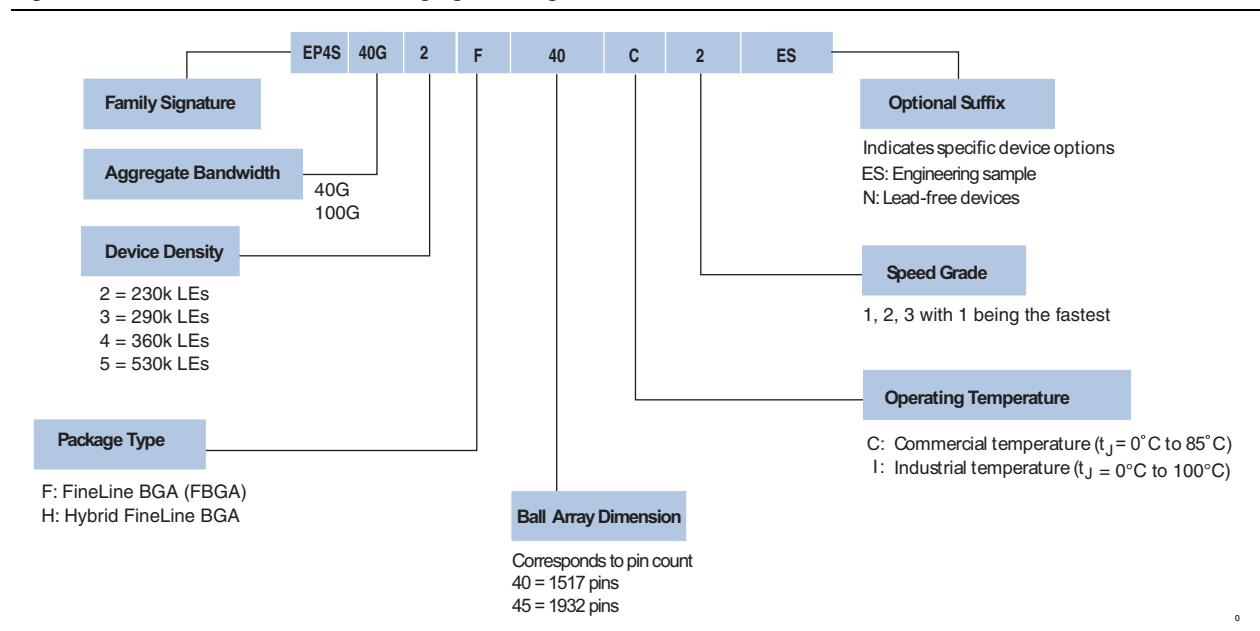 EP4S 40G 2 F 40 C 2 ES
Family Signature
Optional Suffix
Indicates specific device options
ES: Engineering sample
N: Lead-free devices
Aggregate Bandwidth
40G
100G
Device Density
2 = 230k LEs
3 = 290k LEs
4 = 360k LEs
5 = 530k LEs
Speed Grade
1, 2, 3 with 1 being the fastest
Operating Temperature
C: Commercial temperature (tJ = 0°C to 85°C)
I: Industrial temperature (tJ = 0°C to 100°C)
Package Type
F: FineLine BGA (FBGA)
H: Hybrid FineLine BGA
Ball Array Dimension
Corresponds to pin count
40 = 1517 pins
45 = 1932 pins